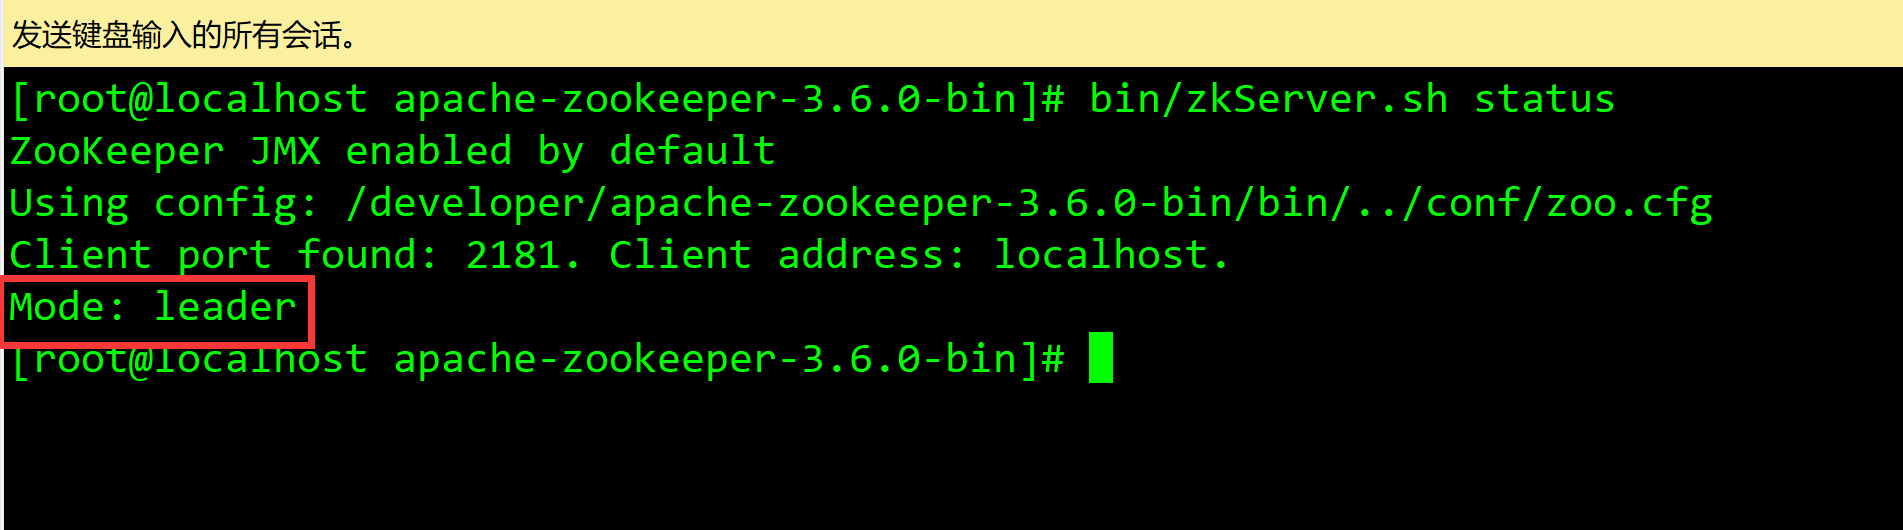 发送键盘输入的所有会话。
[root@localhost apache-zookeeper-3.6.0-bin]# bin/zkServer.sh status
ZooKeeper JMX enabled by default
Using config: /developer/apache-zookeeper-3.6.0-bin/bin/../conf/zoo.cfg
Client port found: 2181. Client address: localhost.
Mode: leader
[root@localhost apache-zookeeper-3.6.0-bin]#